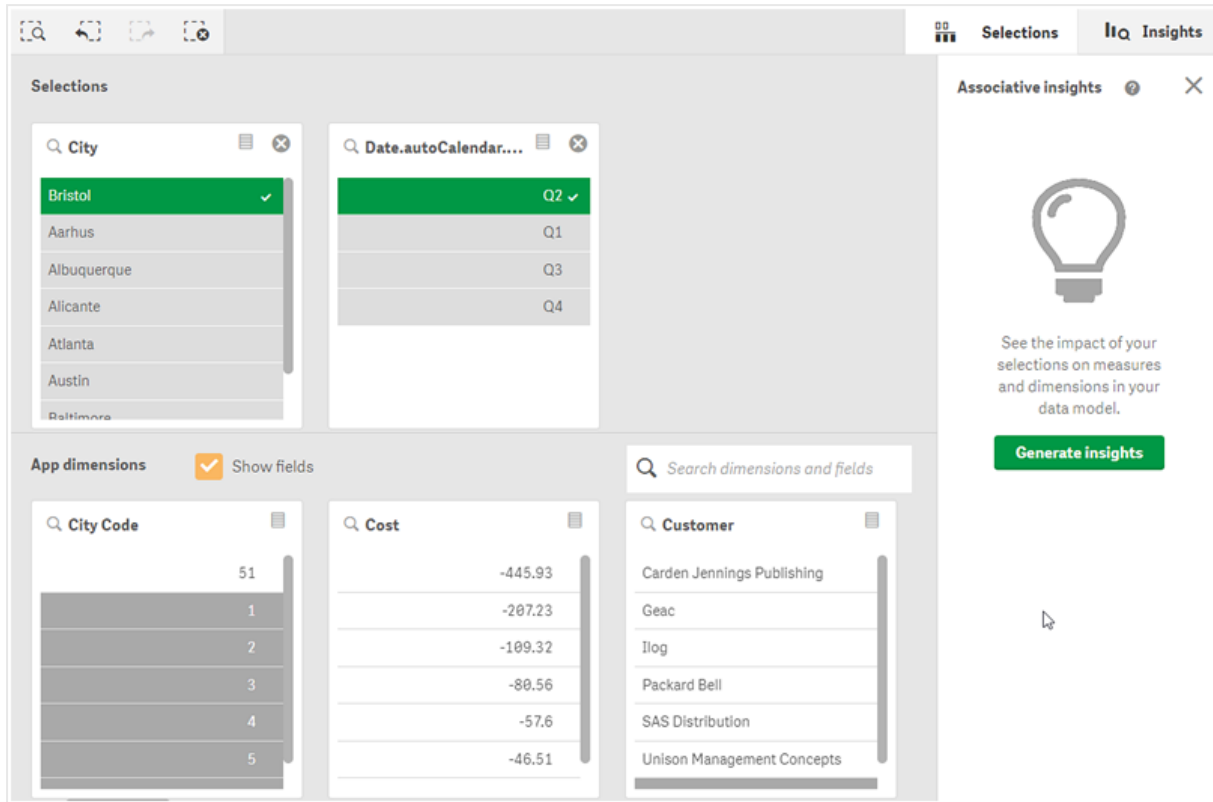 Selections
Insights
Selections
Associative insights
City
Date.autoCalendar....
Bristol
Aarhus
Albuquerque
Alicante
Atlanta
Austin
Baltimore
Q2
Q1
Q3
Q4
See the impact of your
selections on measures
and dimensions in your
data model.
Generate insights
App dimensions
Show fields
Search dimensions and fields
City Code
51
1
2
3
4
5
Cost
-445.93
-207.23
-109.32
-80.56
-57.6
-46.51
Customer
Carden Jennings Publishing
Geac
Ilog
Packard Bell
SAS Distribution
Unison Management Concepts